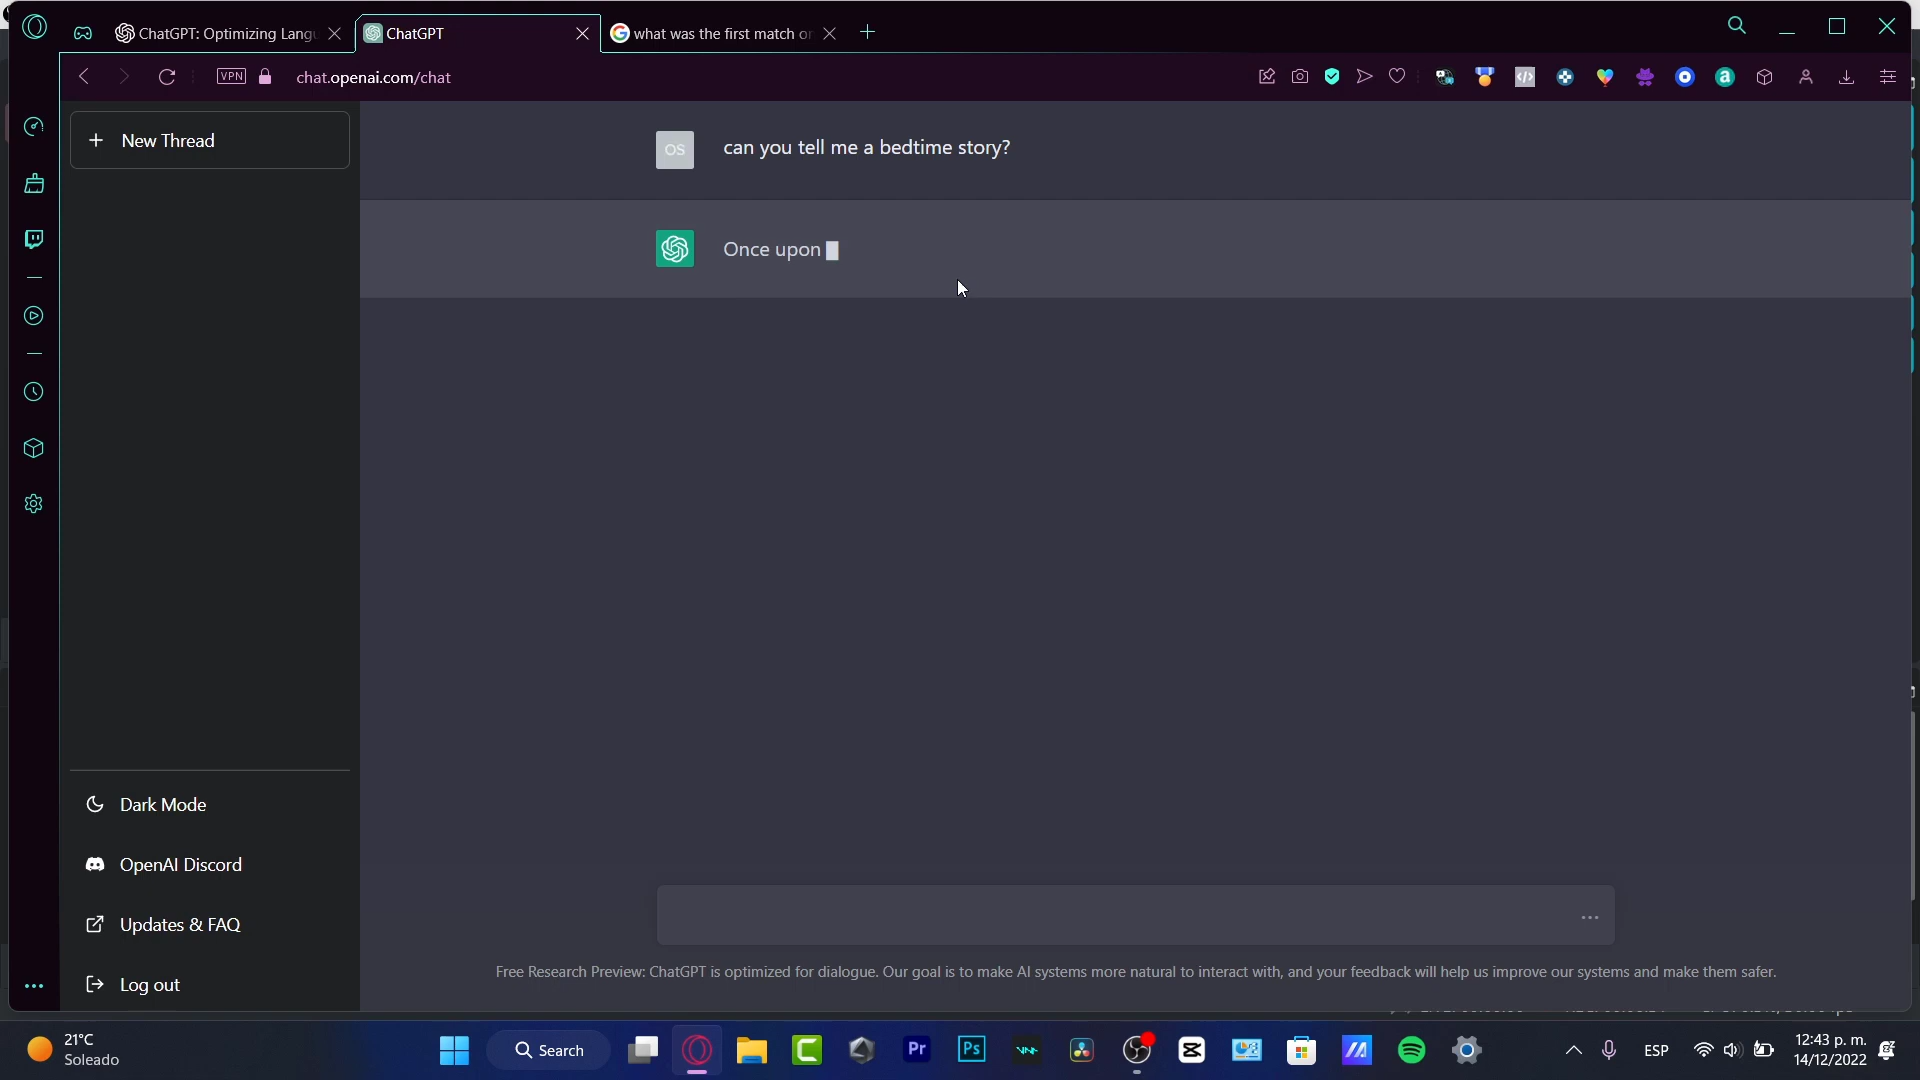 ChatGPT: Optimizing Lang
ChatGPT
what was the first match o
VPN
chat.openai.com/chat
New Thread
OS
can you tell me a bedtime story?
Once upon
Dark Mode
OpenAI Discord
Updates & FAQ
Log out
Free Research Preview: ChatGPT is optimized for dialogue. Our goal is to make AI systems more natural to interact with, and your feedback will help us improve our systems and make them safer.
21°C
Soleado
Search
Pr
Ps
ESP
12:43 p. m.
14/12/2022